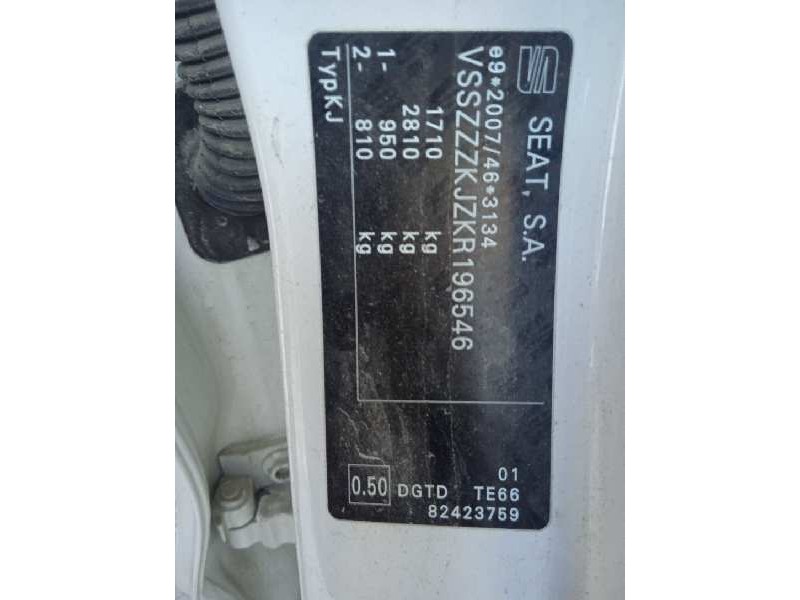 SEAT, S.A.
e9*2007/46*3134
VSSZZZKJZKR196546
1710 kg
2810 kg
1- 950 kg
2- 810 kg
TypKJ
01
0.50 DGTD TE66
82423759